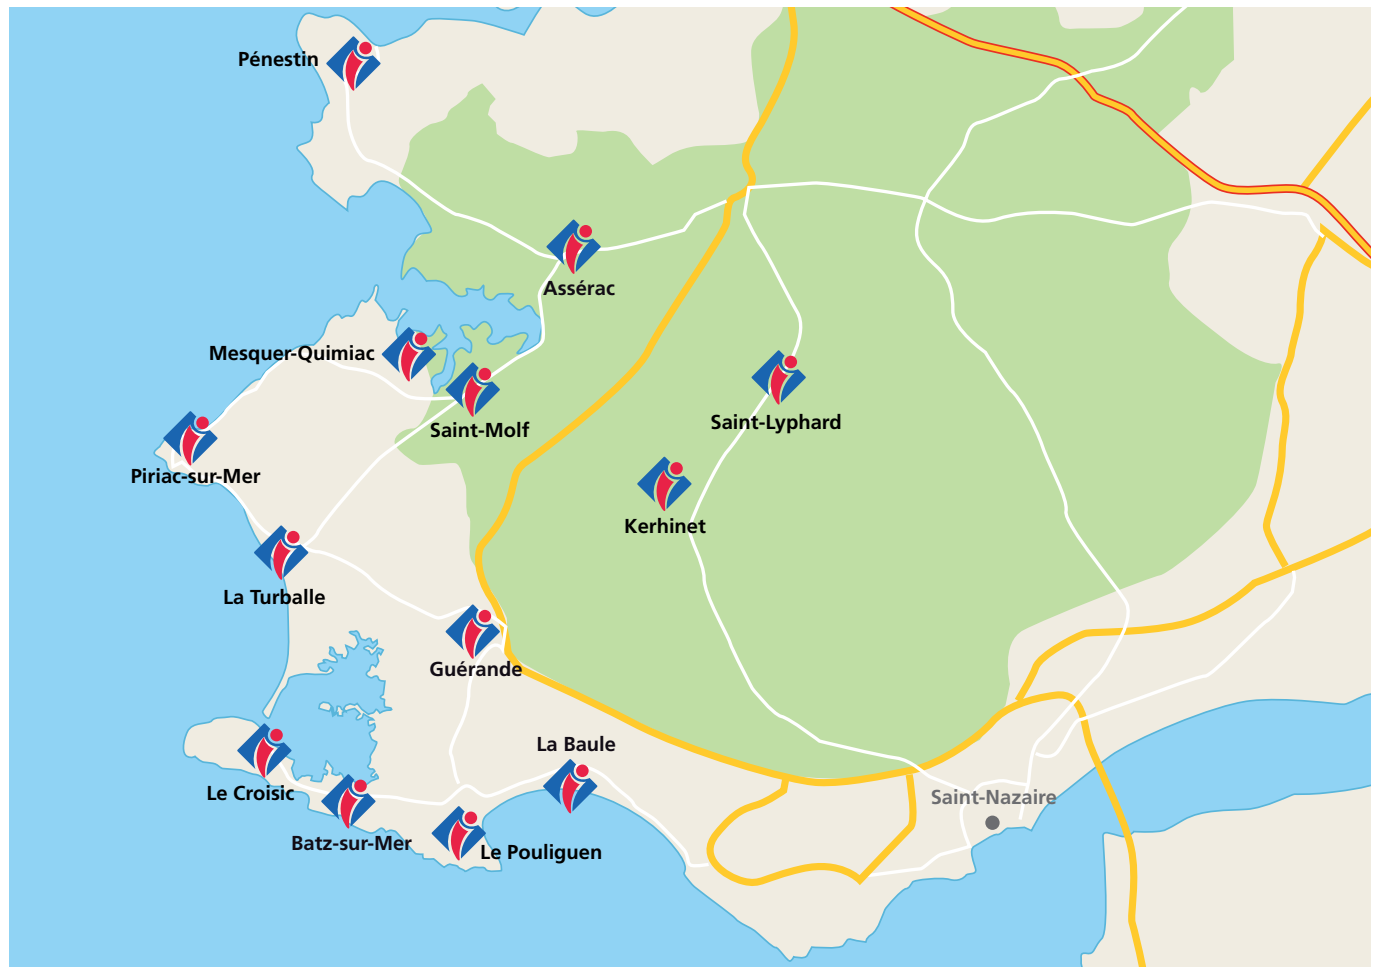 Pénestin
Assérac
Mesquer-Quimiac
Saint-Molf
Saint-Lyphard
Piriac-sur-Mer
Kerhinet
La Turballe
Guérande
La Baule
Le Croisic
Saint-Nazaire
Batz-sur-Mer
Le Pouliguen